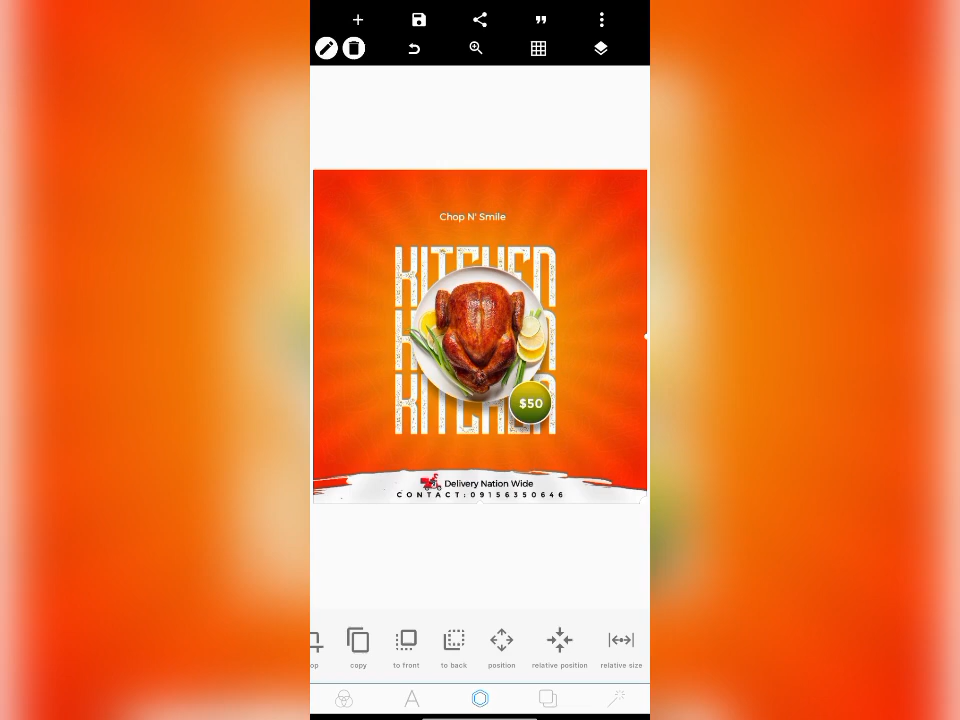 Chop N' Smile
KITCHEN
KITCHEN
KITCHEN
$50
Delivery Nation Wide
CONTACT:09156350646
op
copy
to front
to back
position
relative position
relative size